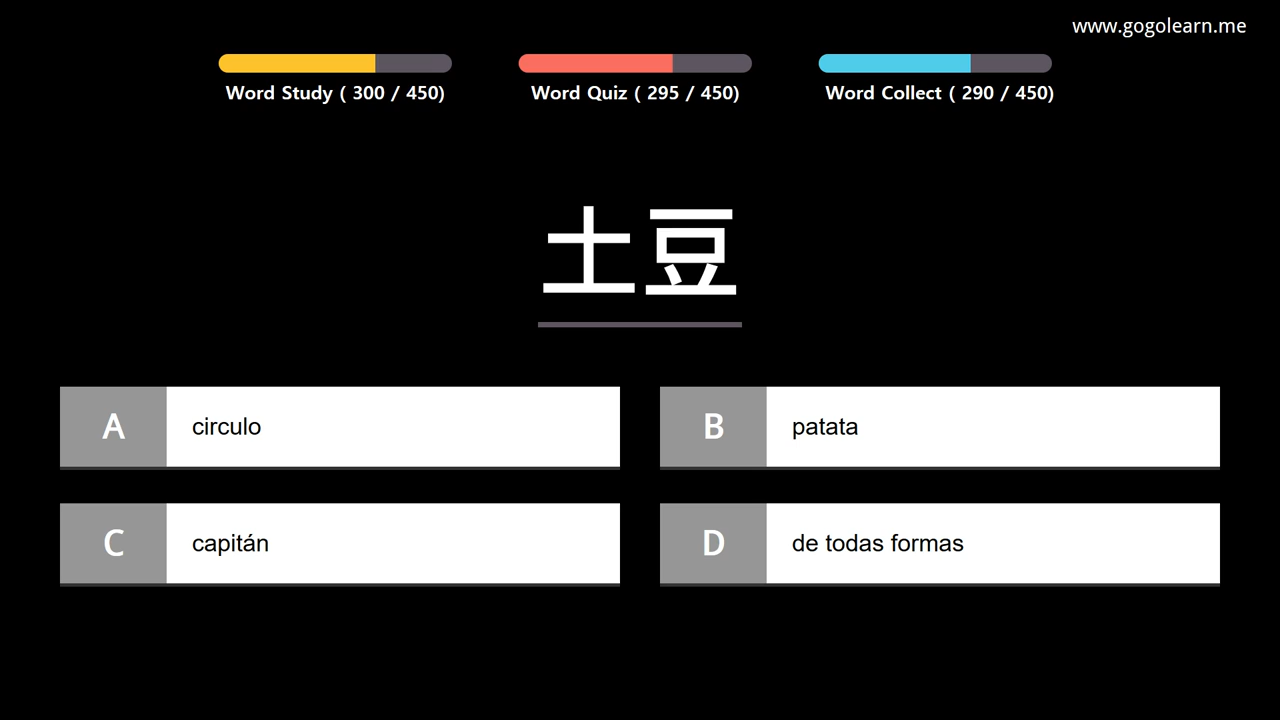 www.gogolearn.me
Word Study ( 300 / 450)
Word Quiz ( 295 / 450)
Word Collect ( 290 / 450)
土豆
A circulo
B patata
C capitán
D de todas formas